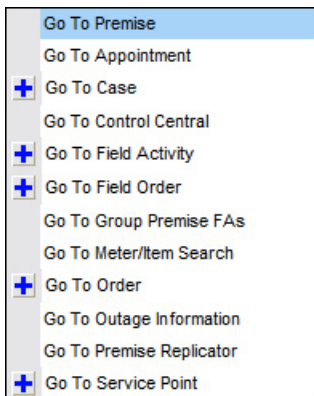 Go To Premise
Go To Appointment
Go To Case
Go To Control Central
Go To Field Activity
Go To Field Order
Go To Group Premise FAs
Go To Meter/Item Search
Go To Order
Go To Outage Information
Go To Premise Replicator
Go To Service Point